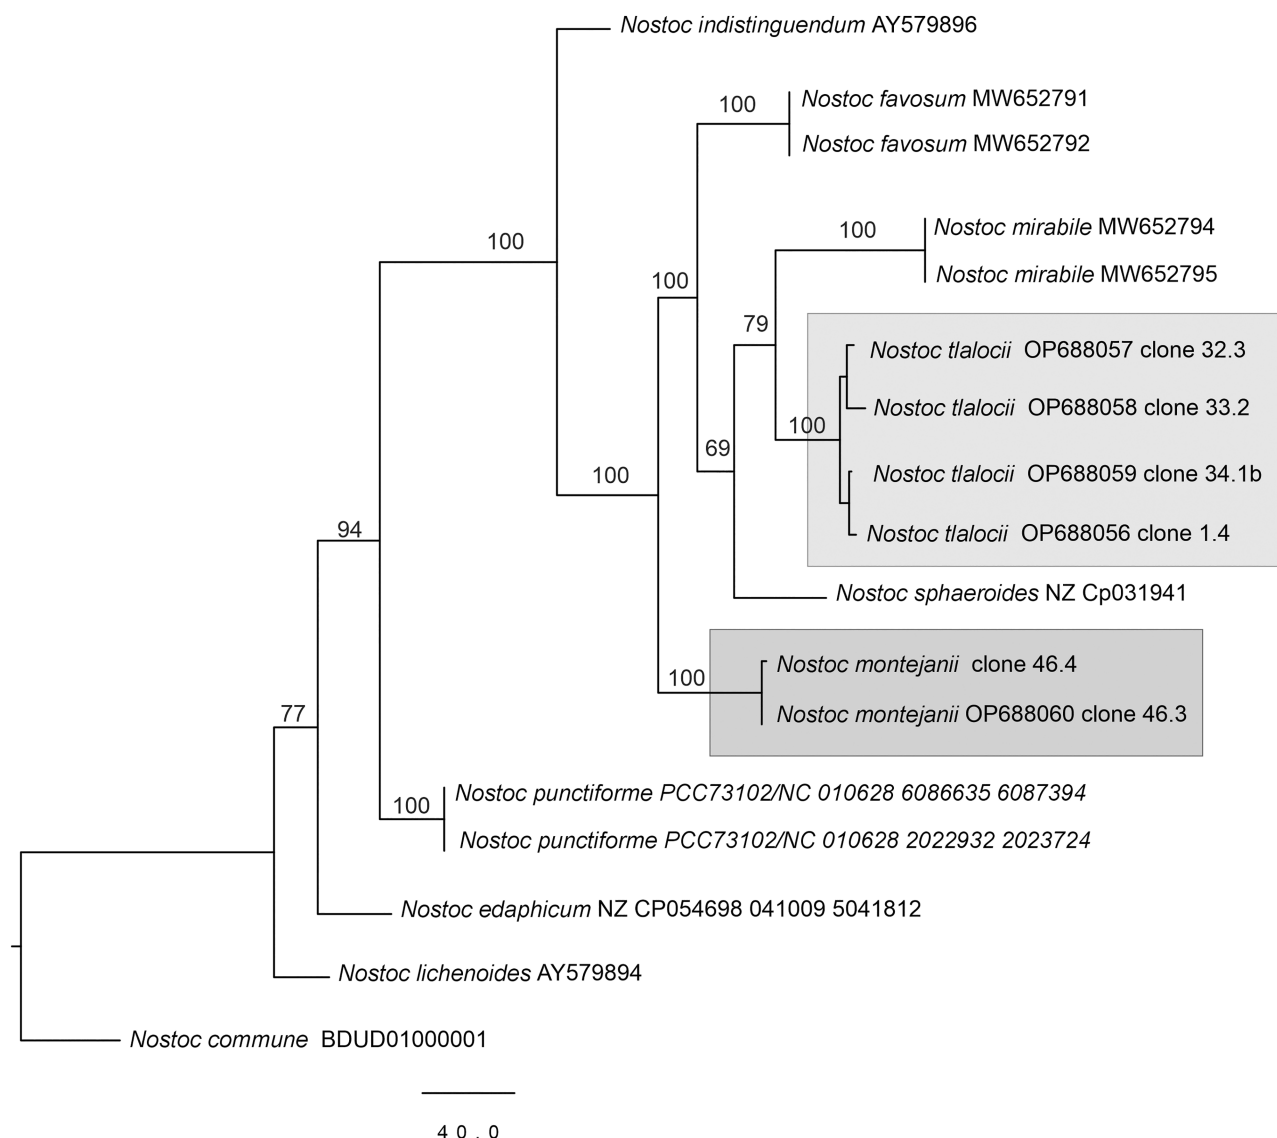 Nostoc indistinguendum AY579896
100
Nostoc favosum MW652791
Nostoc favosum MW652792
100
Nostoc mirabile MW652794
100
Nostoc mirabile MW652795
100
79
Nostoc tlalocii OP688057 clone 32.3
Nostoc tlalocii OP688058 clone 33.2
100
69
100
Nostoc tlalocii OP688059 clone 34.1b
94
Nostoc tlalocii OP688056 clone 1.4
Nostoc sphaeroides NZ Cp031941
Nostoc montejanii clone 46.4
100
77
Nostoc montejanii OP688060 clone 46.3
Nostoc punctiforme PCC73102/NC 010628 6086635 6087394
100
Nostoc punctiforme PCC73102/NC 010628 2022932 2023724
Nostoc edaphicum NZ CP054698 041009 5041812
Nostoc lichenoides AY579894
Nostoc commune BDUD01000001
40.0